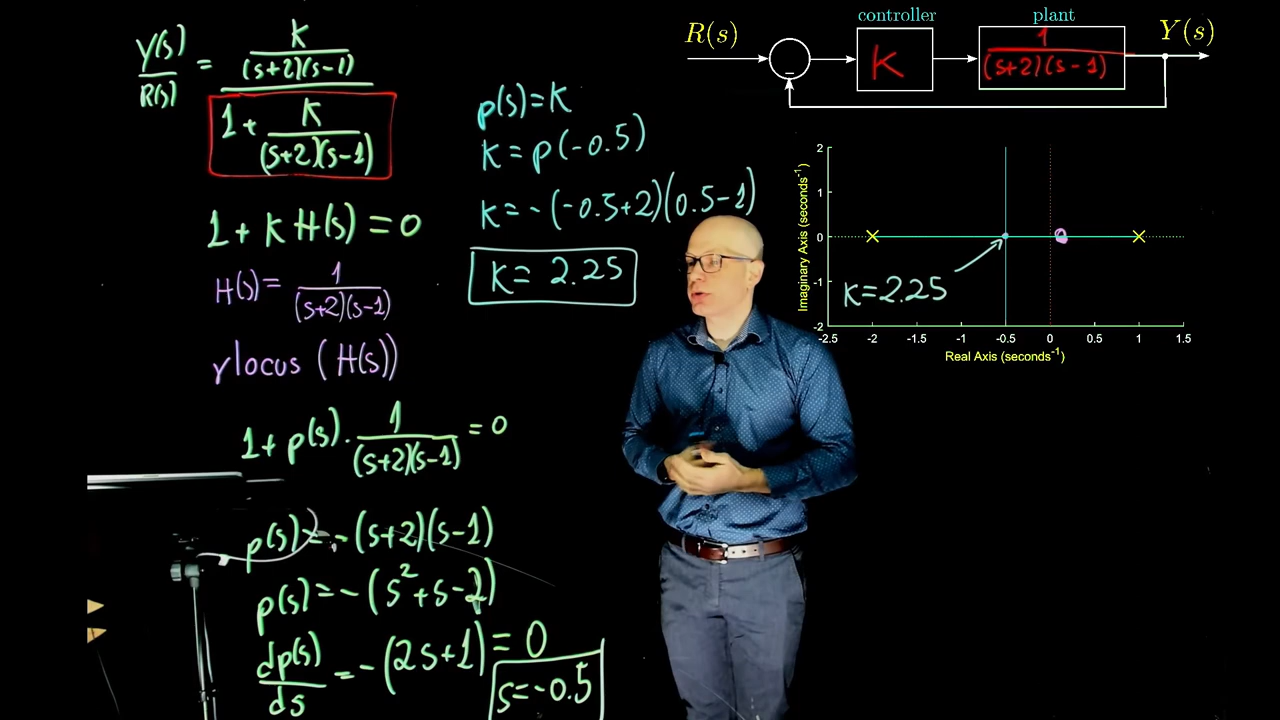 Y(s)/R(s) = (K/((s+2)(s-1)))/(1+ K/((s+2)(s-1)))
1 + K H(s) = 0
H(s) = 1/((s+2)(s-1))
rlocus (H(s))
1 + p(s) · 1/((s+2)(s-1)) = 0
p(s) = -(s+2)(s-1)
p(s) = -(s²+s-2)
dp(s)/ds = -(2s+1) = 0
s=-0.5
p(s)=K
K = p(-0.5)
K = -(-0.5+2)(0.5-1)
K = 2.25
controller
plant
R(s)
K
1/((s+2)(s-1))
Y(s)
-
Imaginary Axis (seconds⁻¹)
2
1
0
-1
-2
K=2.25
-2.5 -2 -1.5 -1 -0.5 0 0.5 1 1.5
Real Axis (seconds⁻¹)